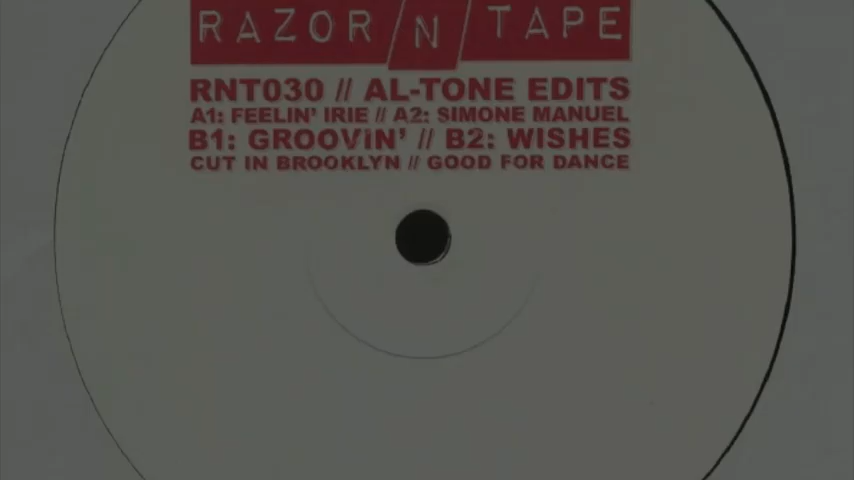 RAZOR N TAPE
RNT030 // AL-TONE EDITS
A1: FEELIN' IRIE // A2: SIMONE MANUEL
B1: GROOVIN' // B2: WISHES
CUT IN BROOKLYN // GOOD FOR DANCE